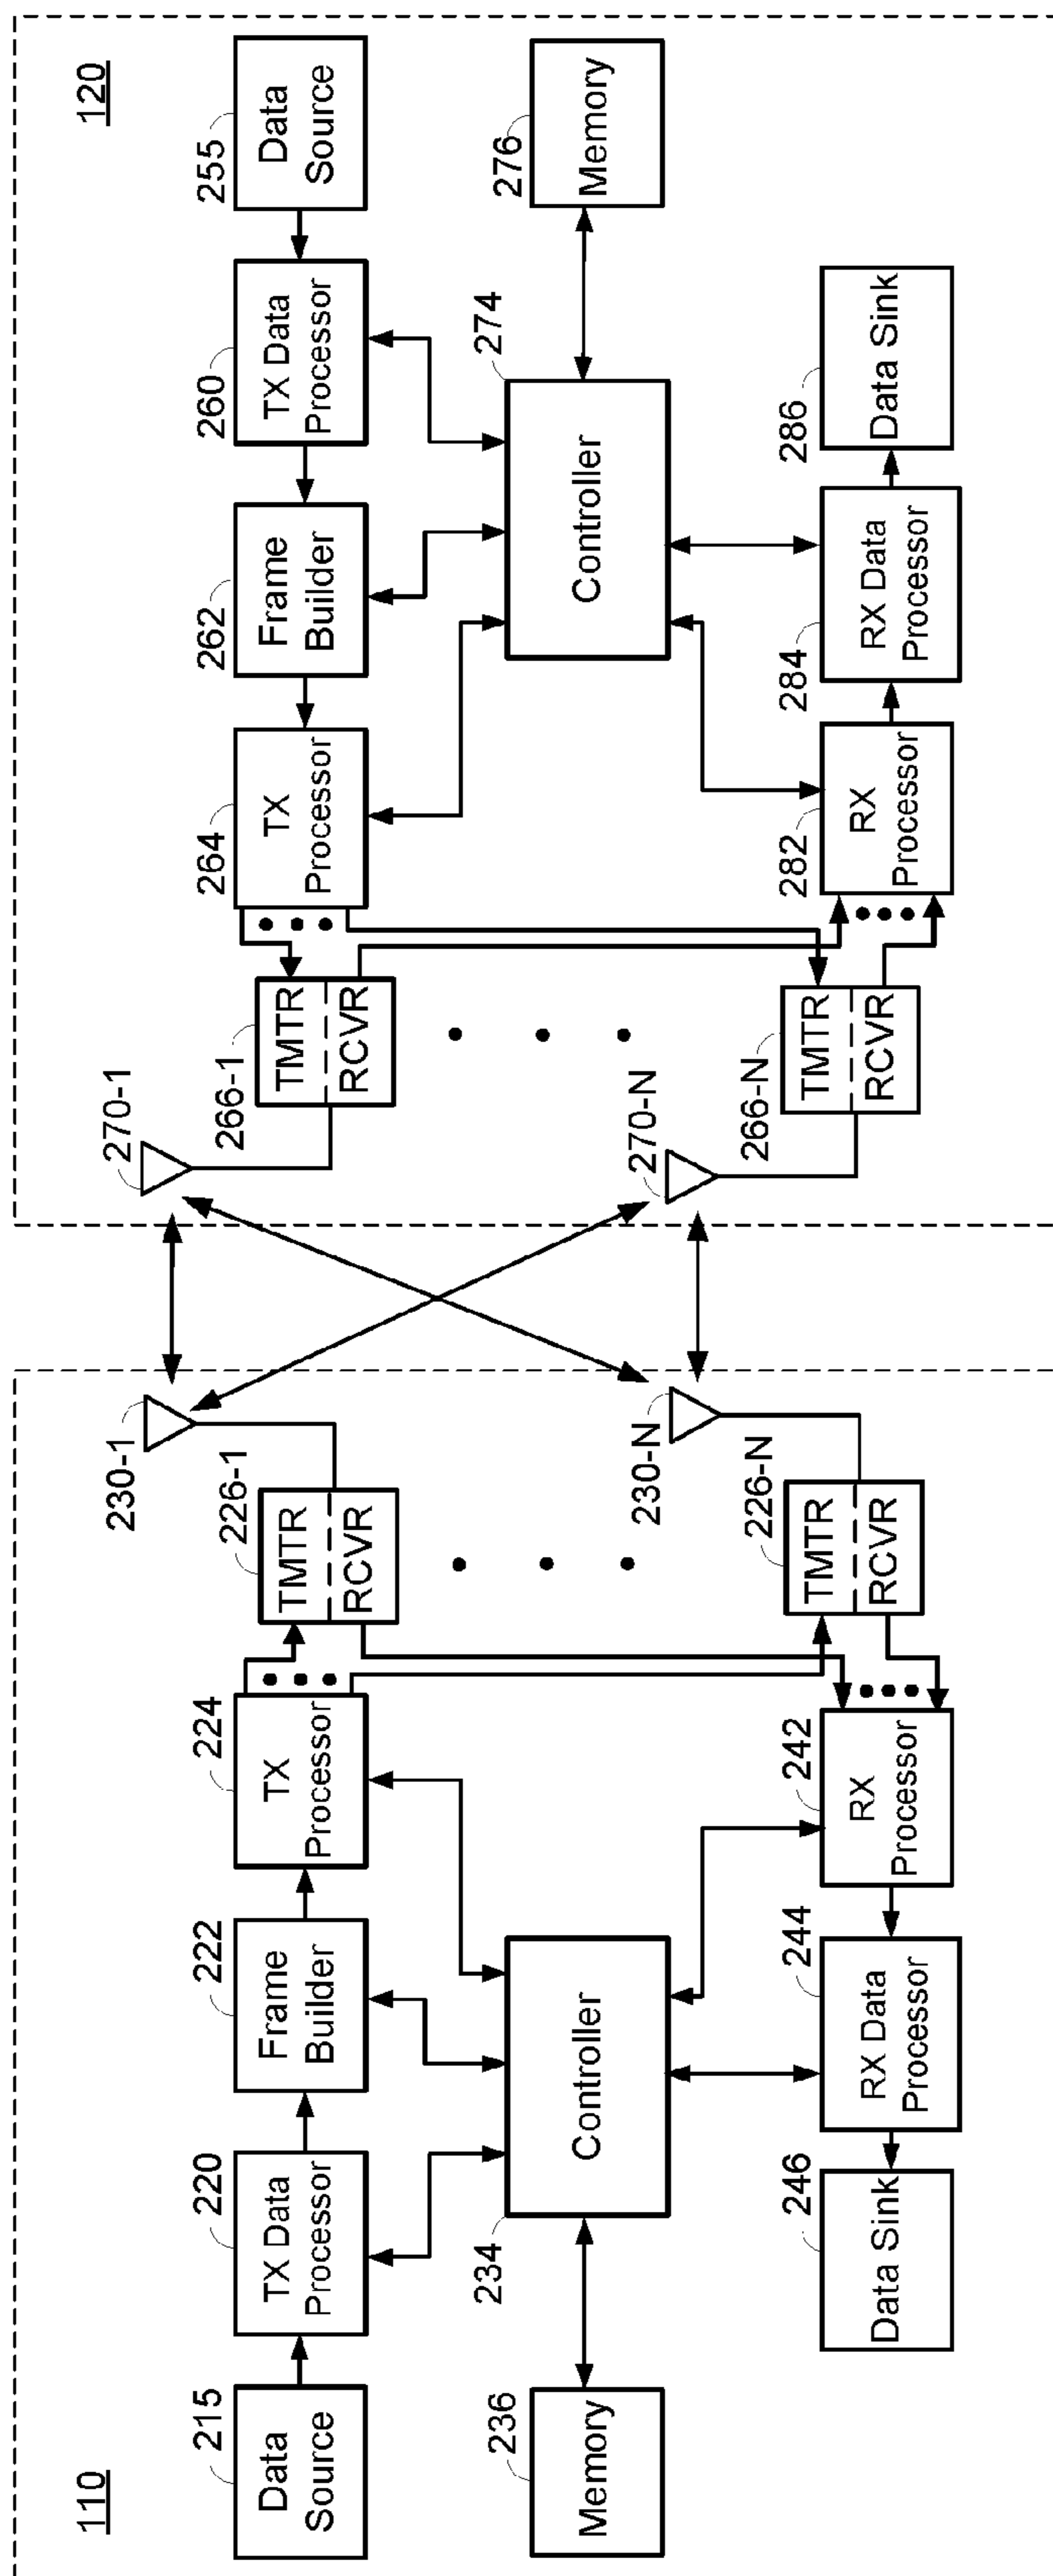 110
215
Data
Source
220
TX Data
Processor
222
Frame
Builder
224
TX
Processor
226-1
TMTR
RCVR
230-1
236
Memory
234
Controller
230-N
226-N
TMTR
RCVR
246
Data Sink
244
RX Data
Processor
242
RX
Processor
120
270-1
266-1
TMTR
RCVR
264
TX
Processor
262
Frame
Builder
260
TX Data
Processor
255
Data
Source
274
Controller
276
Memory
270-N
266-N
TMTR
RCVR
282
RX
Processor
284
RX Data
Processor
286
Data Sink